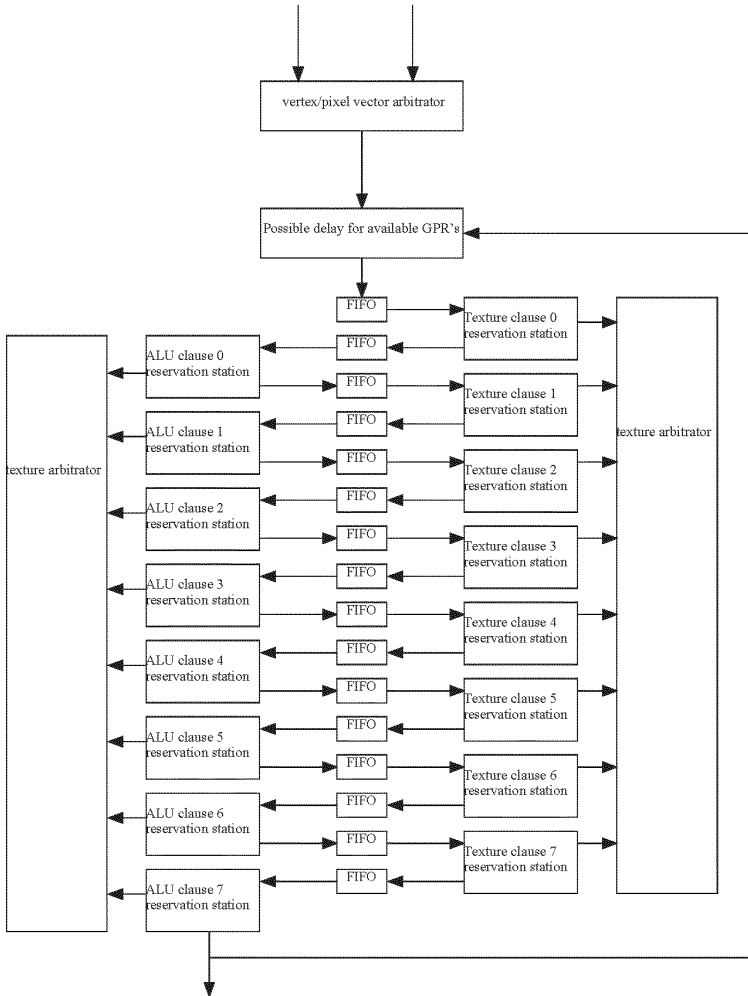 vertex/pixel vector arbitrator
Possible delay for available GPR's
FIFO
Texture clause 0
reservation station
FIFO
ALU clause 0
reservation station
FIFO
Texture clause 1
reservation station
FIFO
ALU clause 1
reservation station
FIFO
Texture clause 2
reservation station
FIFO
ALU clause 2
reservation station
FIFO
Texture clause 3
reservation station
FIFO
ALU clause 3
reservation station
FIFO
Texture clause 4
reservation station
FIFO
ALU clause 4
reservation station
FIFO
Texture clause 5
reservation station
FIFO
ALU clause 5
reservation station
FIFO
Texture clause 6
reservation station
FIFO
ALU clause 6
reservation station
FIFO
Texture clause 7
reservation station
FIFO
ALU clause 7
reservation station
texture arbitrator
texture arbitrator